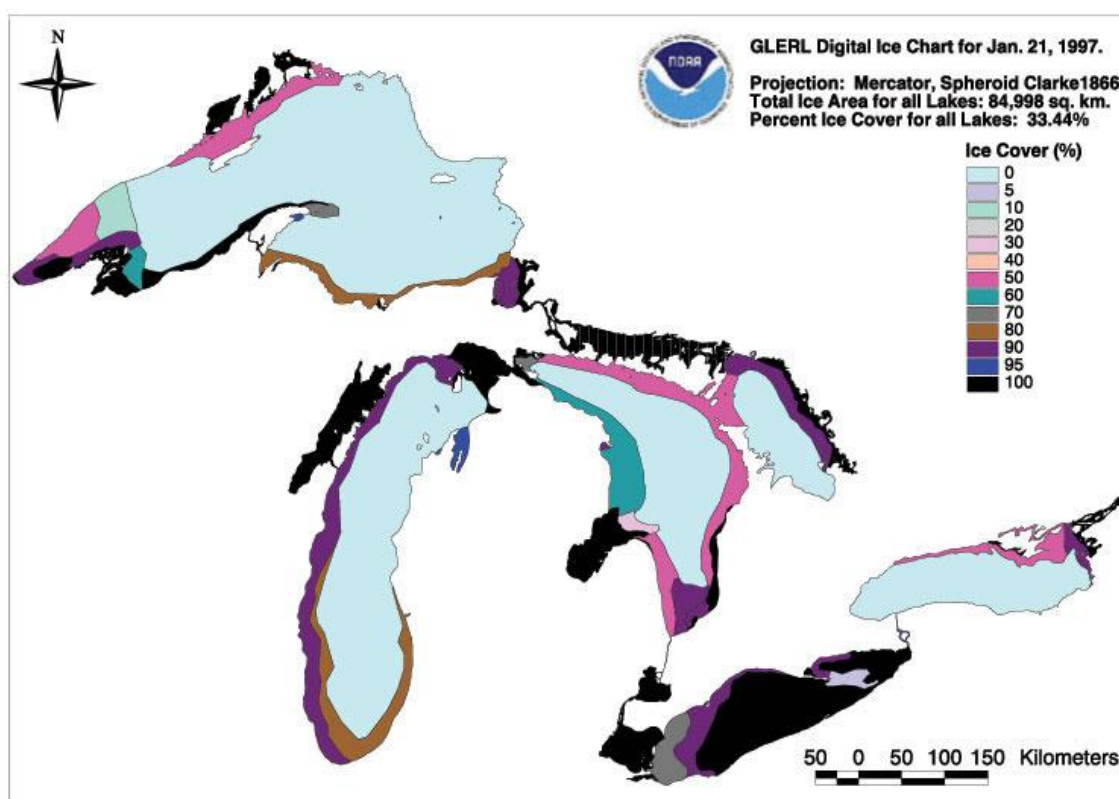 N
NOAA
GLERL Digital Ice Chart for Jan. 21, 1997.
Projection: Mercator, Spheroid Clarke1866
Total Ice Area for all Lakes: 84,998 sq. km.
Percent Ice Cover for all Lakes: 33.44%
Ice Cover (%)
0
5
10
20
30
40
50
60
70
80
90
95
100
50 0 50 100 150 Kilometers